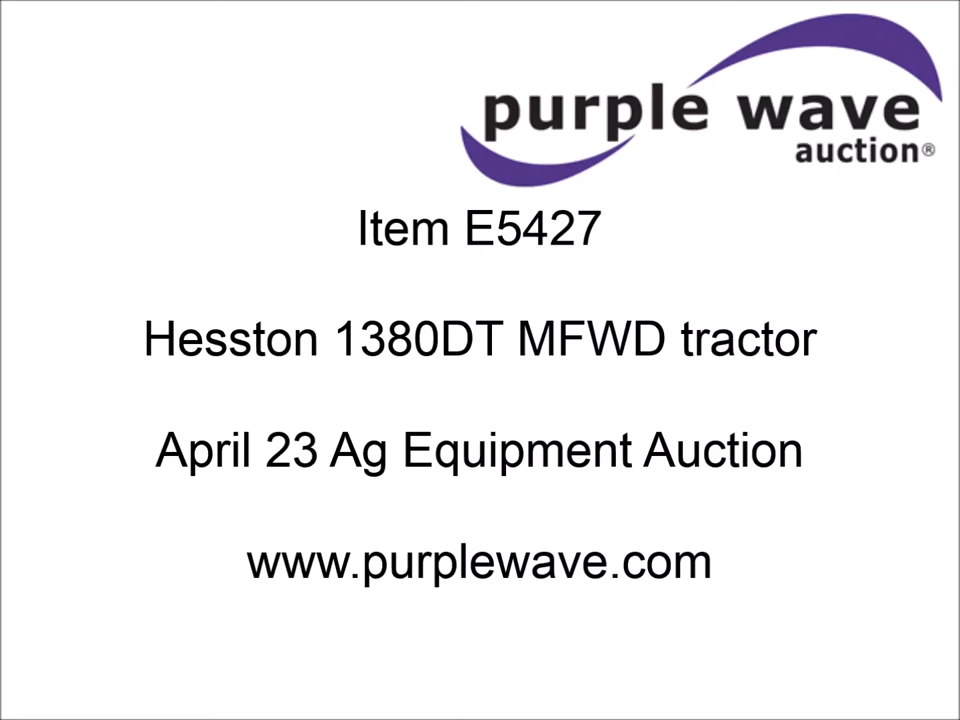 purple wave
auction®
Item E5427
Hesston 1380DT MFWD tractor
April 23 Ag Equipment Auction
www.purplewave.com